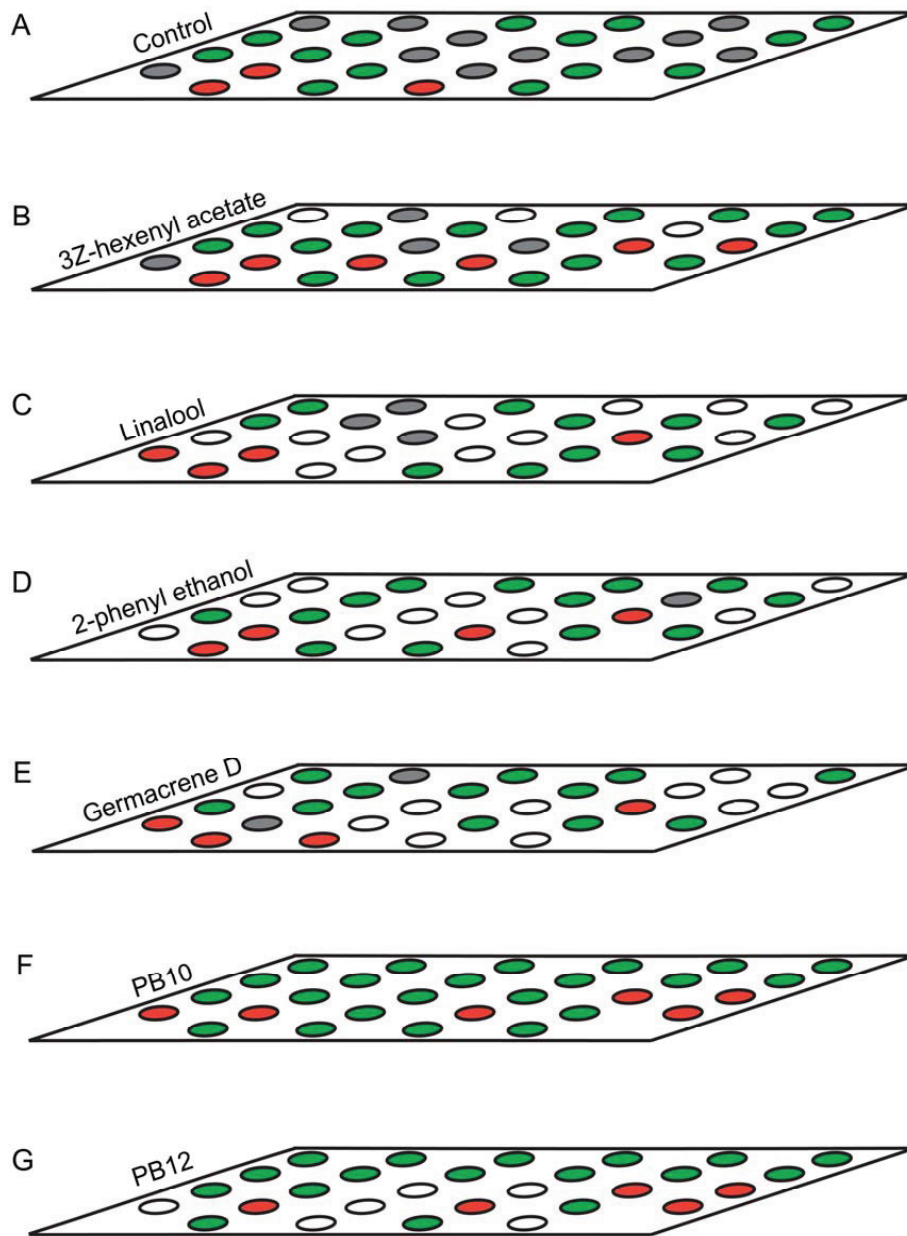 A
Control
B
3Z-hexenyl acetate
C
Linalool
D
2-phenyl ethanol
E
Germacrene D
F
PB10
G
PB12